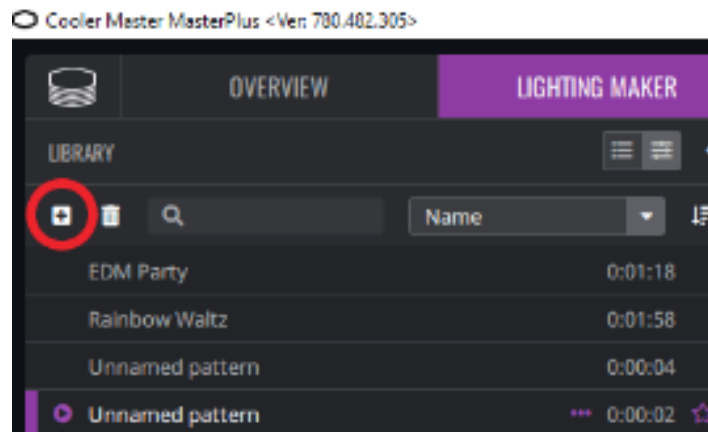 Cooler Master MasterPlus <Ver: 780.482.305>
OVERVIEW LIGHTING MAKER
LIBRARY
Name
EDM Party 0:01:18
Rainbow Waltz 0:01:58
Unnamed pattern 0:00:04
Unnamed pattern ••• 0:00:02